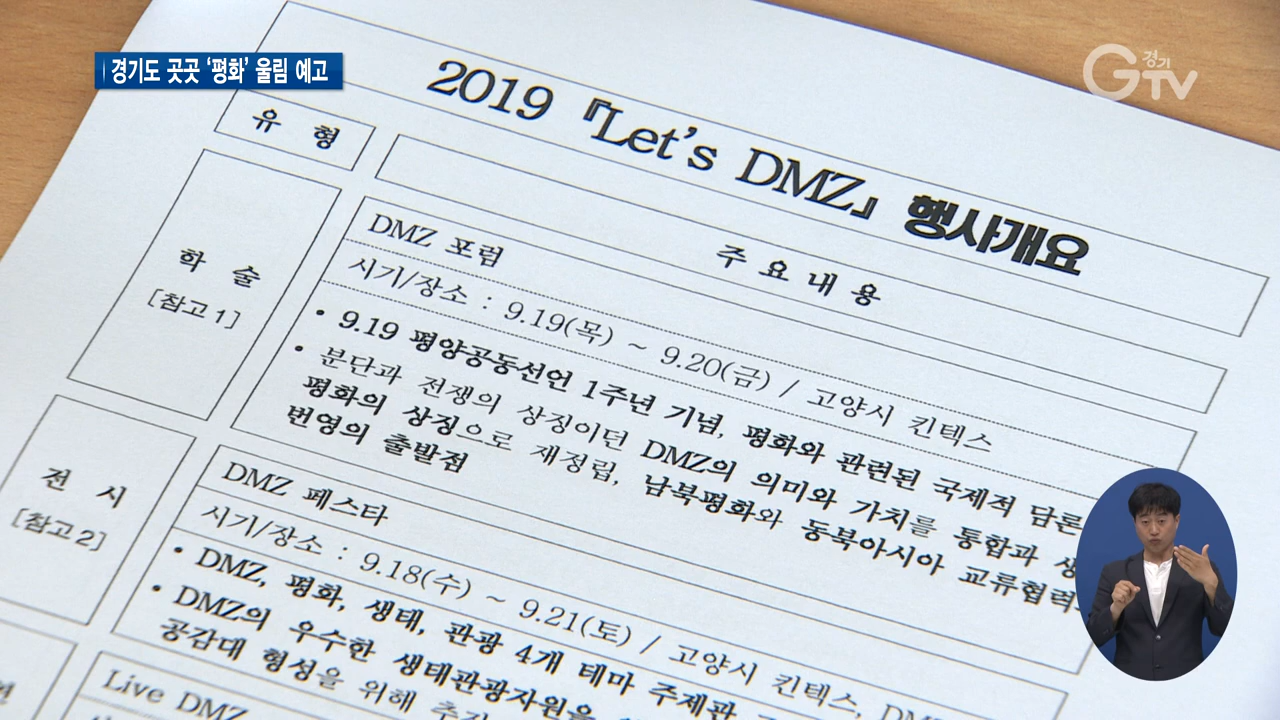 경기도 곳곳 ‘평화’ 울림 예고
경기
GTV
2019 『Let's DMZ』 행사개요
유 형
주 요 내 용
학 술
[참고 1]
DMZ 포럼
시기/장소 : 9.19(목) ~ 9.20(금) / 고양시 킨텍스
• 9.19 평양공동선언 1주년 기념, 평화와 관련된 국제적 담론
• 분단과 전쟁의 상징이던 DMZ의 의미와 가치를 통합과
평화의 상징으로 재정립, 남북평화와 동북아시아 교류협력
번영의 출발점
전 시
[참고 2]
DMZ 페스타
시기/장소 : 9.18(수) ~ 9.21(토) / 고양시 킨텍스,
• DMZ, 평화, 생태, 관광 4개 테마 주제관
• DMZ의 우수한 생태관광자원을
공감대 형성을 위해
Live DMZ